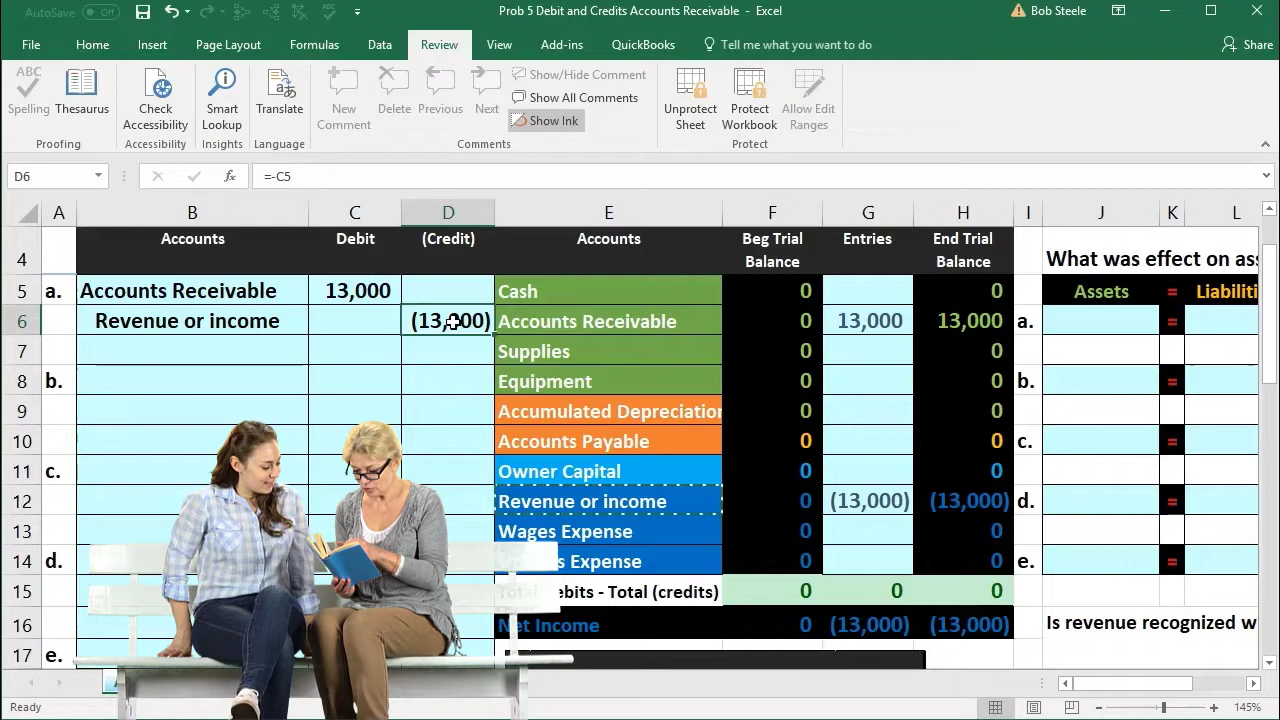 AutoSave Off
Prob 5 Debit and Credits Accounts Receivable - Excel
Bob Steele
File Home Insert Page Layout Formulas Data Review View Add-ins QuickBooks Tell me what you want to do Share
ABC
Spelling Thesaurus Check Accessibility Smart Lookup Translate New Comment Delete Previous Next
Show/Hide Comment
Show All Comments
Show Ink
Unprotect Sheet Protect Workbook Allow Edit Ranges
Proofing Accessibility Insights Language Comments Protect
D6 fx =-C5
A B C D E F G H I J K L
4 Accounts Debit (Credit) Accounts Beg Trial Balance Entries End Trial Balance What was effect on ass
5 a. Accounts Receivable 13,000 Cash 0 0 Assets = Liabiliti
6 Revenue or income (13,000) Accounts Receivable 0 13,000 13,000 a. =
7 Supplies 0 0
8 b. Equipment 0 0 b. =
9 Accumulated Depreciation 0 0
10 Accounts Payable 0 0 c. =
11 c. Owner Capital 0 0
12 Revenue or income 0 (13,000) (13,000) d. =
13 Wages Expense 0 0
14 d. s Expense 0 0 e. =
15 ebits - Total (credits) 0 0 0
16 Net Income 0 (13,000) (13,000) Is revenue recognized w
17 e.
Ready 145%